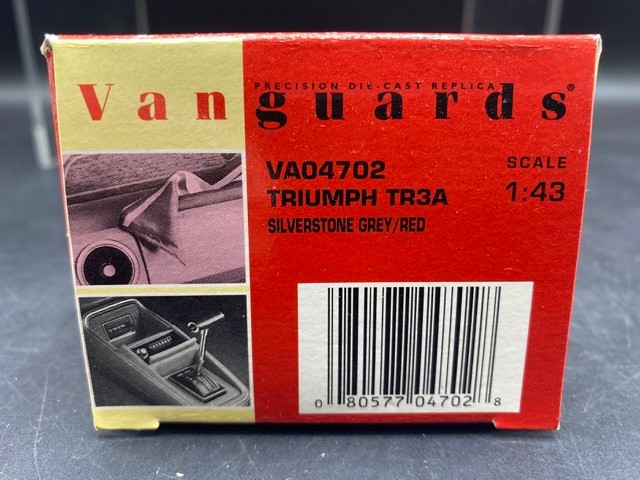 PRECISION DIE-CAST REPLICA
Vanguards®
VA04702
TRIUMPH TR3A
SILVERSTONE GREY/RED
SCALE
1:43
0 80577 04702 8